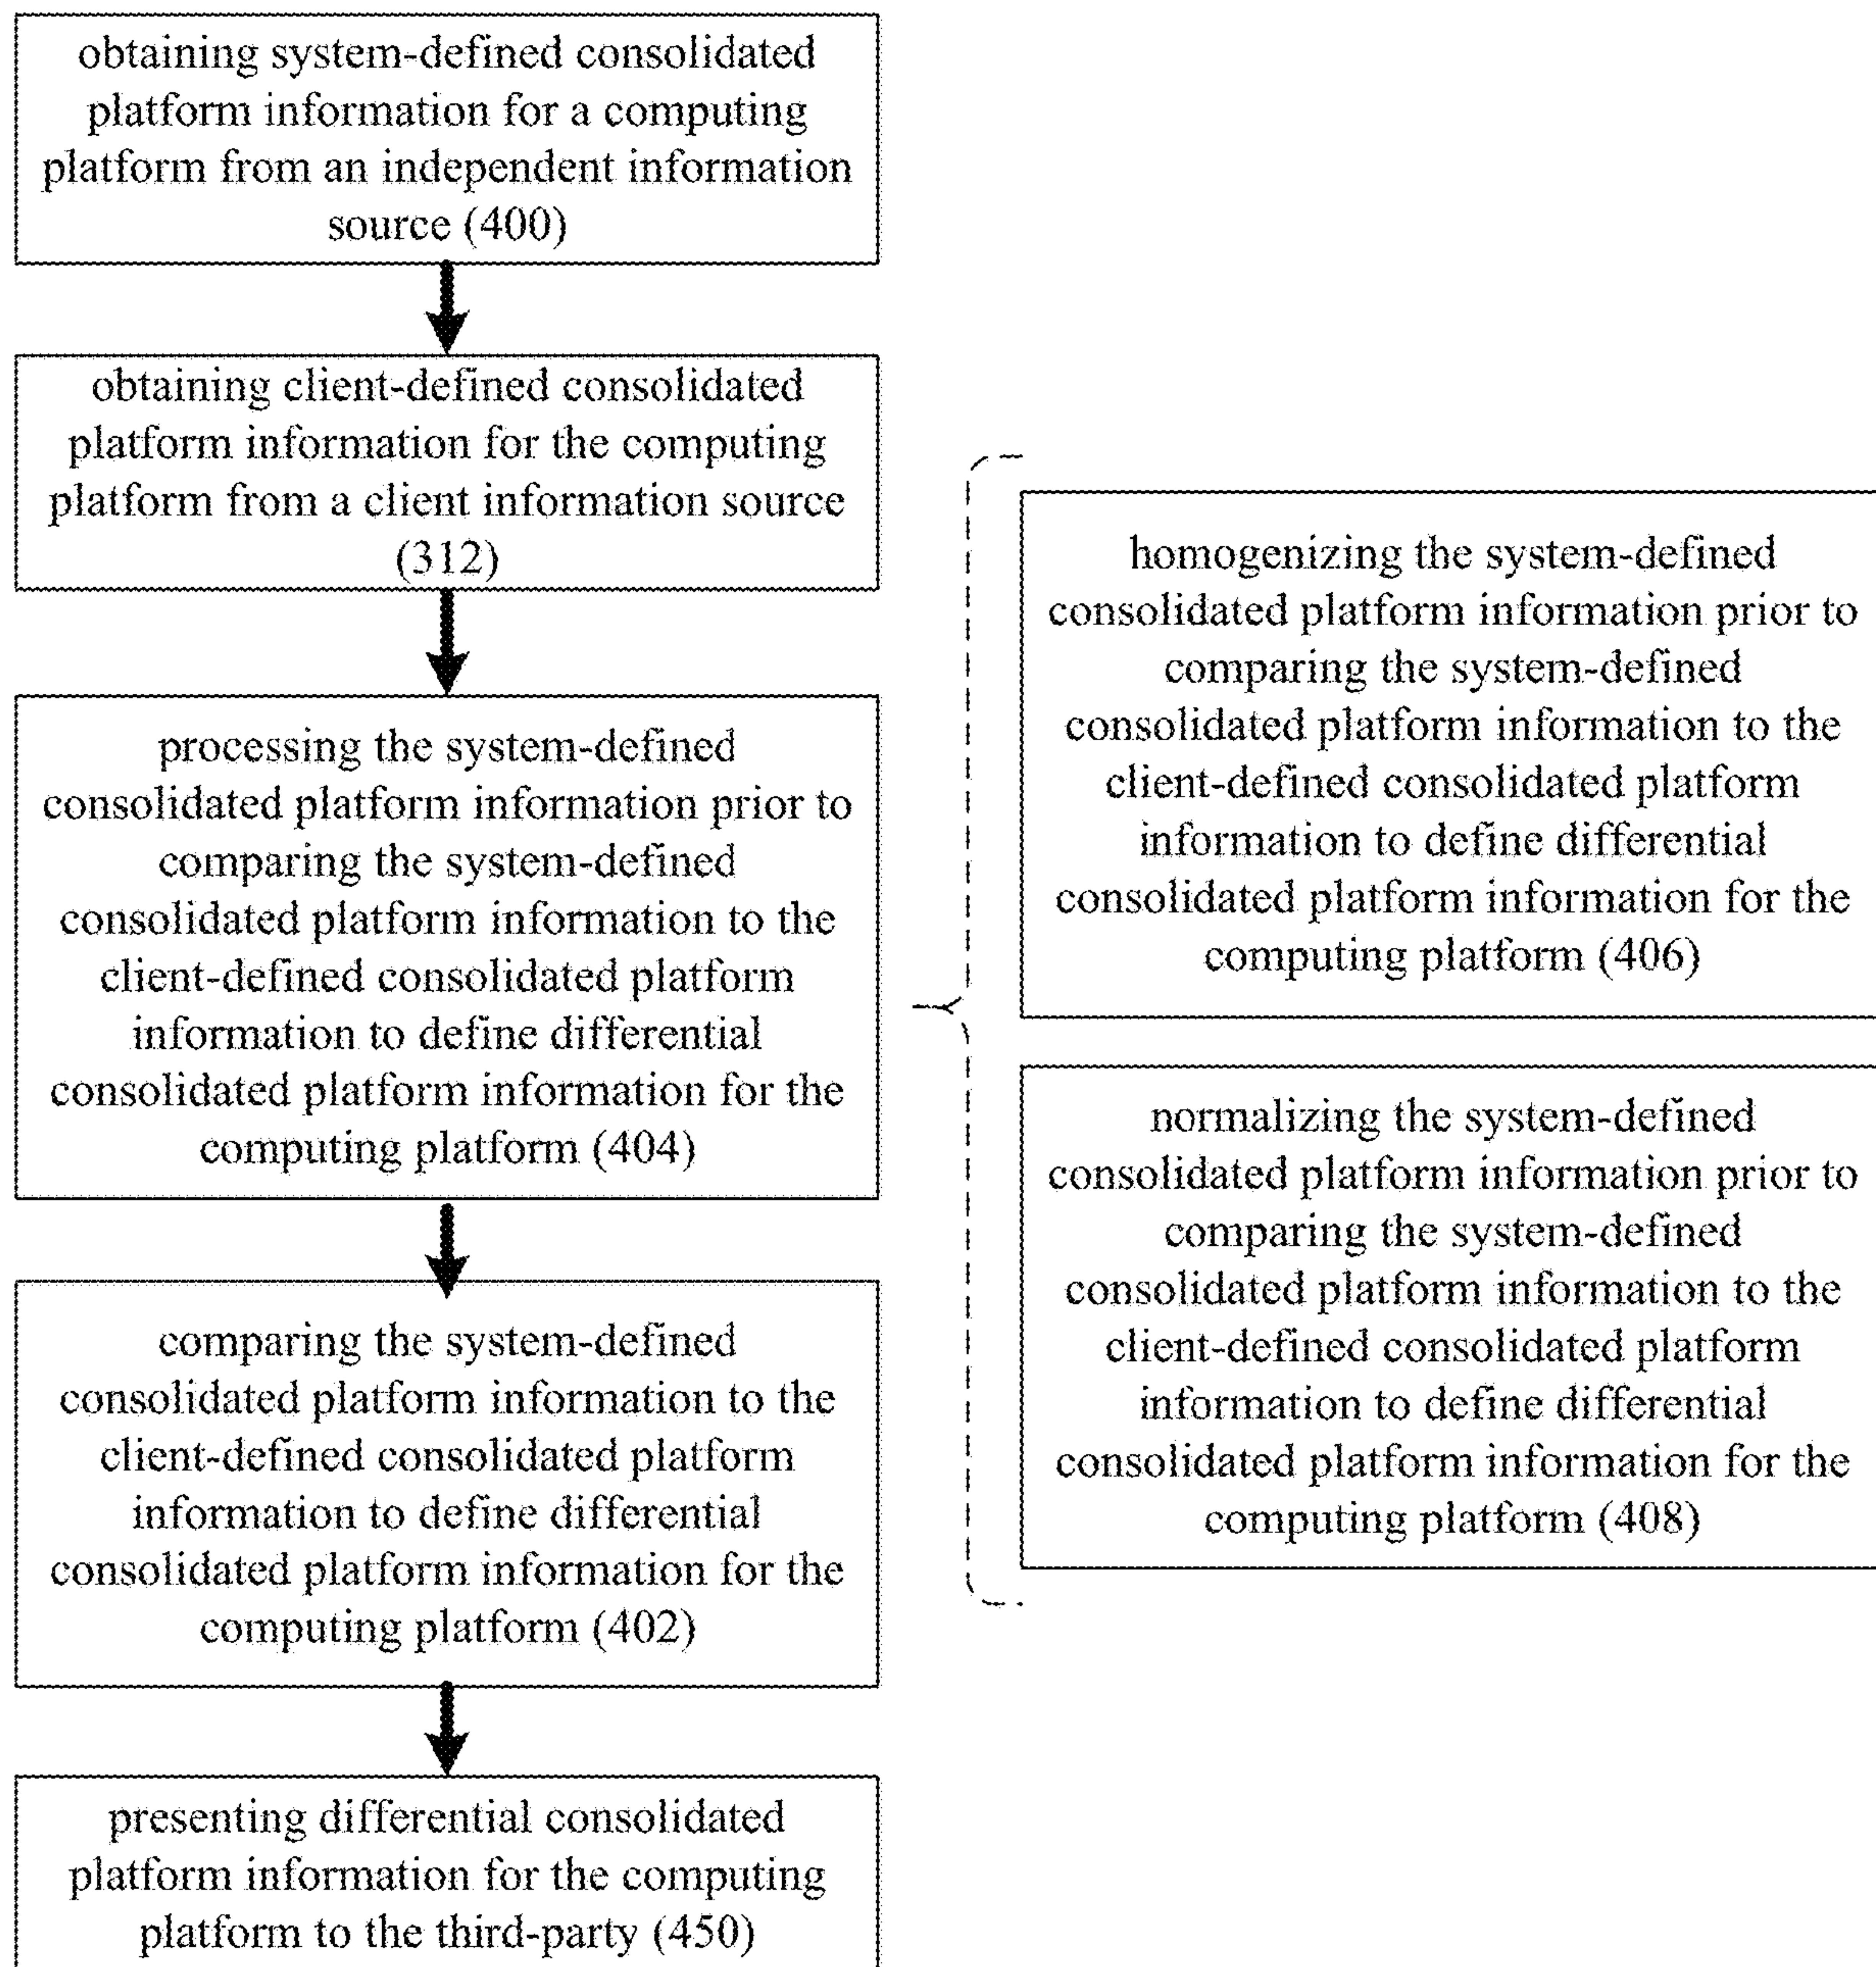 obtaining system-defined consolidated
platform information for a computing
platform from an independent information
source (400)
obtaining client-defined consolidated
platform information for the computing
platform from a client information source
(312)
processing the system-defined
consolidated platform information prior to
comparing the system-defined
consolidated platform information to the
client-defined consolidated platform
information to define differential
consolidated platform information for the
computing platform (404)
homogenizing the system-defined
consolidated platform information prior to
comparing the system-defined
consolidated platform information to the
client-defined consolidated platform
information to define differential
consolidated platform information for the
computing platform (406)
normalizing the system-defined
consolidated platform information prior to
comparing the system-defined
consolidated platform information to the
client-defined consolidated platform
information to define differential
consolidated platform information for the
computing platform (408)
comparing the system-defined
consolidated platform information to the
client-defined consolidated platform
information to define differential
consolidated platform information for the
computing platform (402)
presenting differential consolidated
platform information for the computing
platform to the third-party (450)